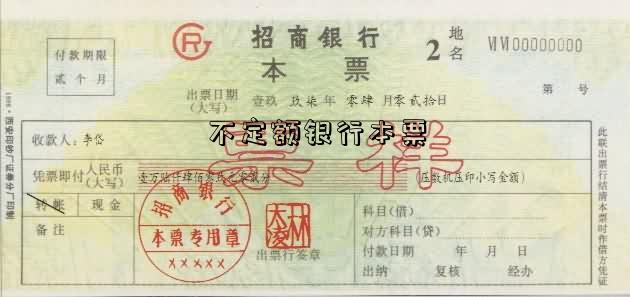 付款期限
贰个月
招商银行
本票
2
地名
VI VI00000000
第 号
出票日期
(大写)
壹玖玖柒年 零肆月零贰拾日
不定额银行本票
收款人：李岱
票样
凭票即付
人民币
(大写)
(压数机压印小写金额)
转帐
现金
备注
招商银行
本票专用章
×××××
出票行签章
科目(借)
对方科目(贷)
付款日期 年 月 日
出纳 复核 经办
此联出票行结清本票时作借方凭证